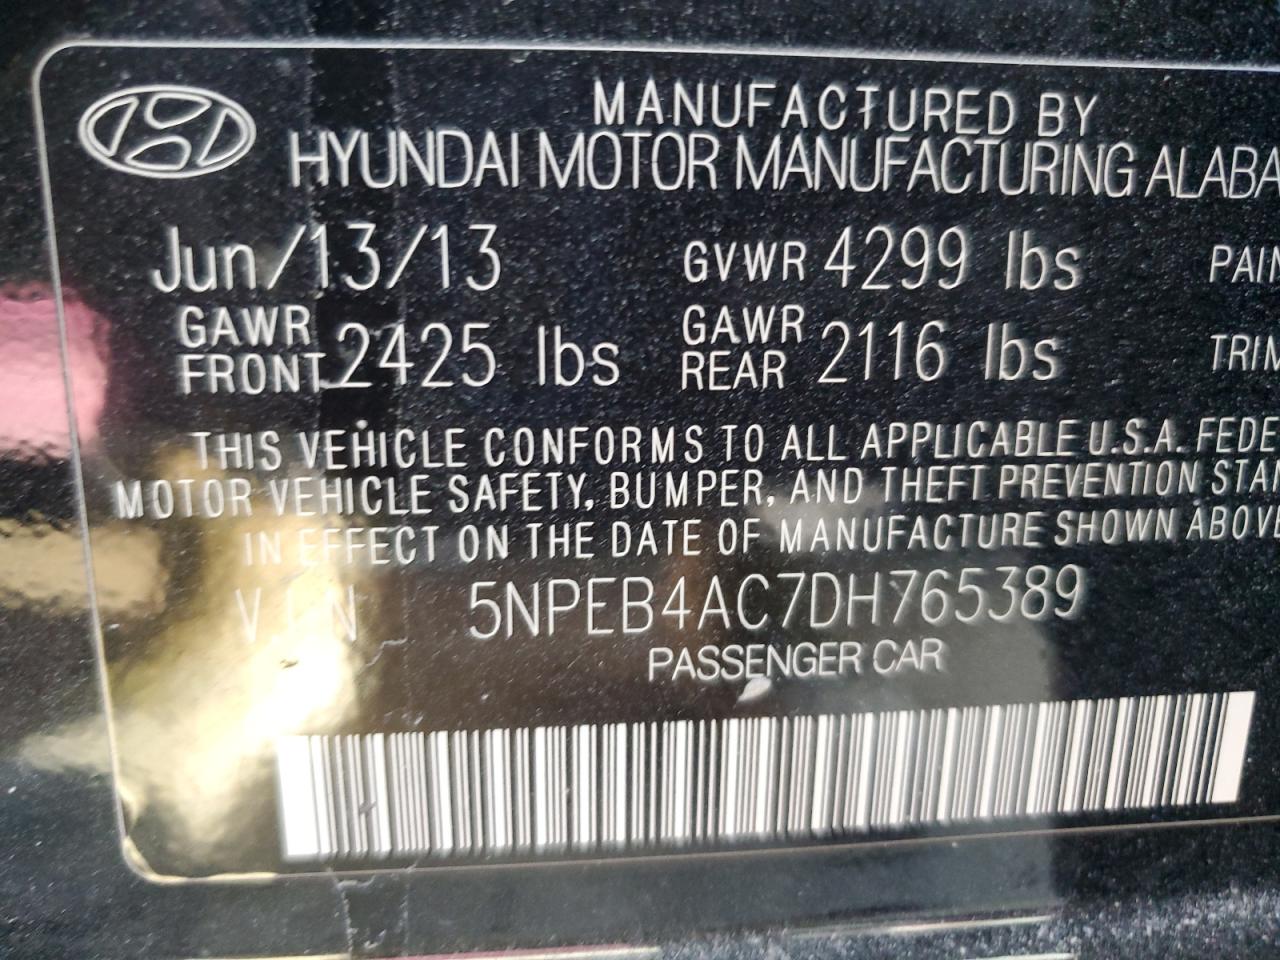 MANUFACTURED BY
HYUNDAI MOTOR MANUFACTURING ALABA
Jun/13/13 GVWR 4299 lbs PAIN
GAWR FRONT 2425 lbs GAWR REAR 2116 lbs TRIM
THIS VEHICLE CONFORMS TO ALL APPLICABLE U.S.A. FEDE
MOTOR VEHICLE SAFETY, BUMPER, AND THEFT PREVENTION STAN
IN EFFECT ON THE DATE OF MANUFACTURE SHOWN ABOVE
VIN 5NPEB4AC7DH765389
PASSENGER CAR